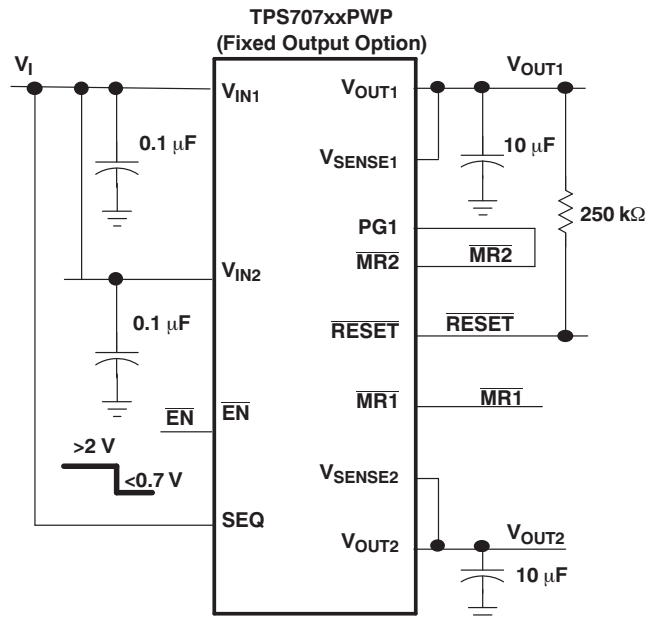 TPS707xxPWP
(Fixed Output Option)
VI
VIN1
VOUT1
VOUT1
0.1 μF
VSENSE1
10 μF
PG1
250 kΩ
MR2
MR2
VIN2
0.1 μF
RESET
RESET
EN
EN
MR1
MR1
>2 V
<0.7 V
VSENSE2
SEQ
VOUT2
VOUT2
10 μF